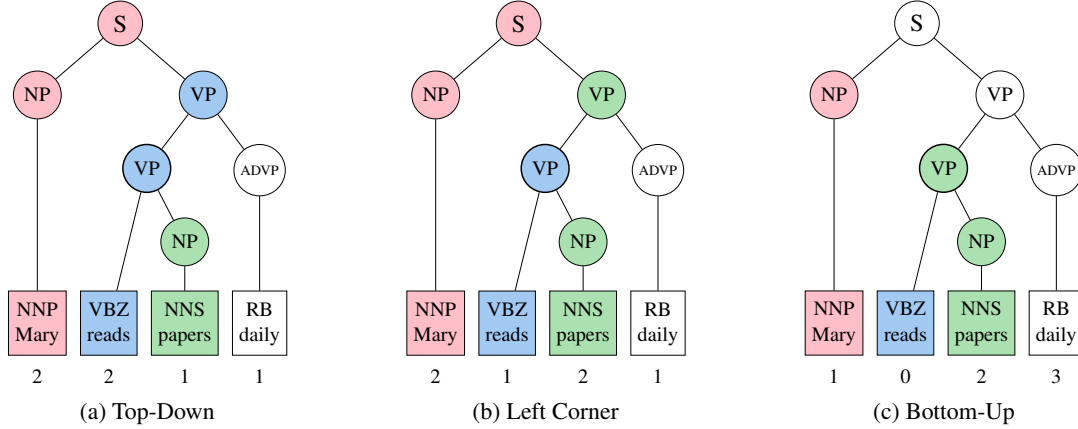 S
NP
VP
VP
ADVP
NP
NNP
Mary
VBZ
reads
NNS
papers
RB
daily
2
2
1
1
(a) Top-Down
S
NP
VP
VP
ADVP
NP
NNP
Mary
VBZ
reads
NNS
papers
RB
daily
2
1
2
1
(b) Left Corner
S
NP
VP
VP
ADVP
NP
NNP
Mary
VBZ
reads
NNS
papers
RB
daily
1
0
2
3
(c) Bottom-Up